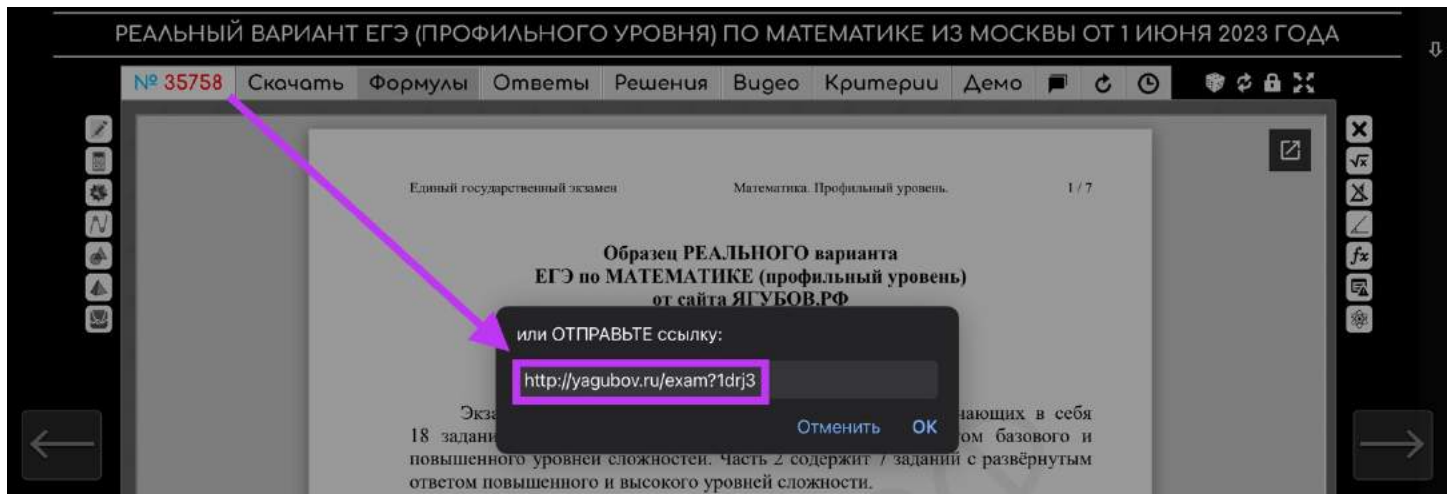 РЕАЛЬНЫЙ ВАРИАНТ ЕГЭ (ПРОФИЛЬНОГО УРОВНЯ) ПО МАТЕМАТИКЕ ИЗ МОСКВЫ ОТ 1 ИЮНЯ 2023 ГОДА
№ 35758 Скачать Формулы Ответы Решения Видео Критерии Демо
Единый государственный экзамен Математика. Профильный уровень. 1 / 7
Образец РЕАЛЬНОГО варианта
ЕГЭ по МАТЕМАТИКЕ (профильный уровень)
от сайта ЯГУБОВ.РФ
или ОТПРАВЬТЕ ссылку:
http://yagubov.ru/exam?1drj3
Отменить ОК
в себя
18 базового и
повышенного уровней сложностей. Часть 2 содержит 7 заданий с развёрнутым
ответом повышенного и высокого уровней сложности.